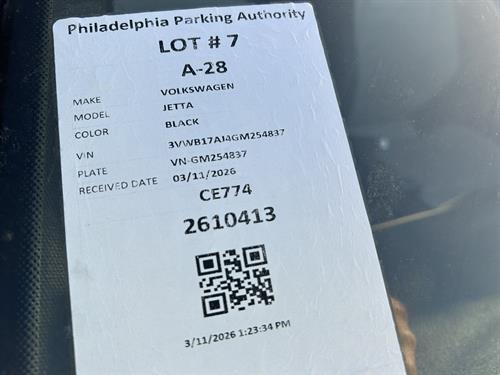 Philadelphia Parking Authority
LOT # 7
A-28
MAKE VOLKSWAGEN
MODEL JETTA
COLOR BLACK
VIN 3VWB17AJ4GM254837
PLATE VN-GM254837
RECEIVED DATE 03/11/2026
CE774
2610413
3/11/2026 1:23:34 PM